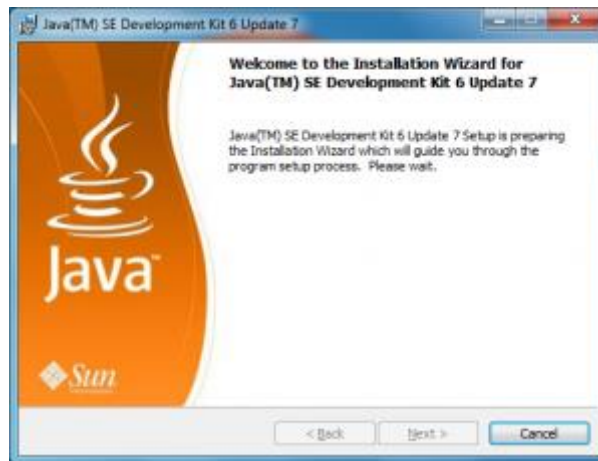 Java(TM) SE Development Kit 6 Update 7
Welcome to the Installation Wizard for
Java(TM) SE Development Kit 6 Update 7
Java(TM) SE Development Kit 6 Update 7 Setup is preparing
the Installation Wizard which will guide you through the
program setup process. Please wait.
Java™
Sun
< Back
Next >
Cancel